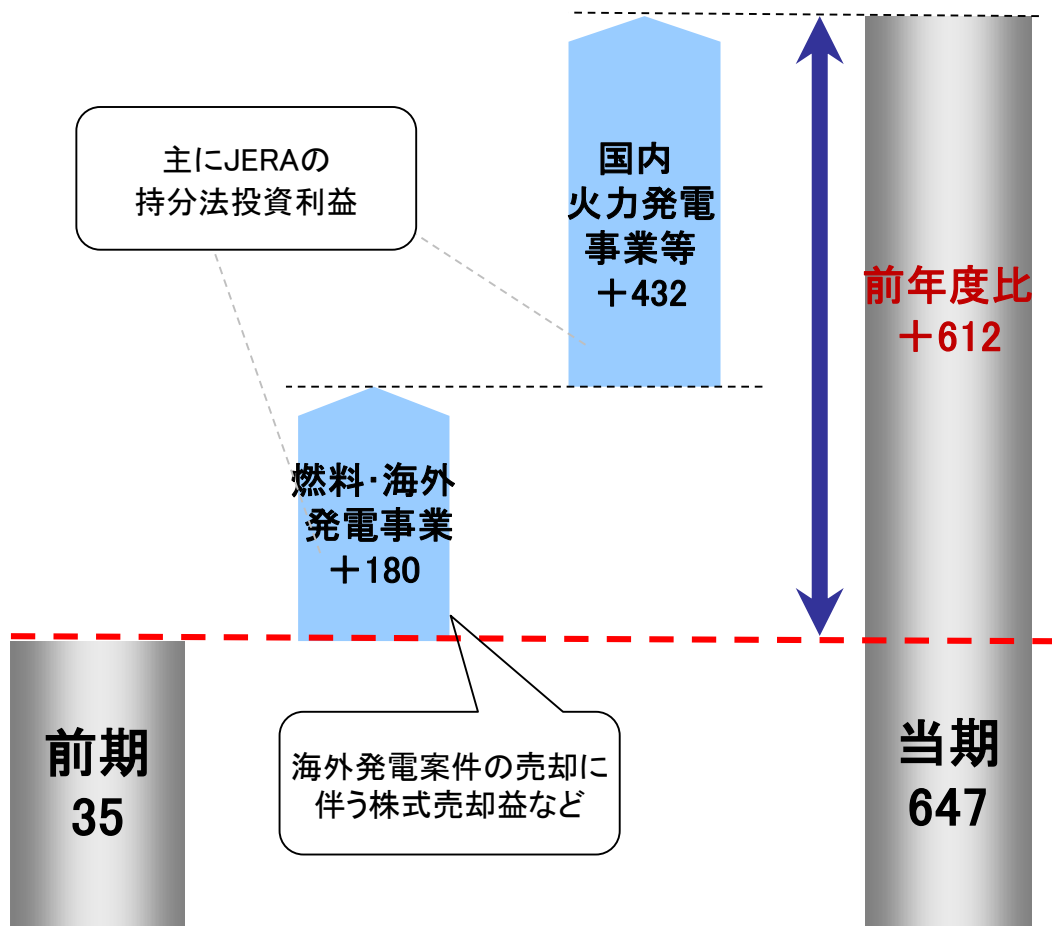 主にJERAの
持分法投資利益
国内
火力発電
事業等
＋432
前年度比
＋612
燃料・海外
発電事業
＋180
前期
35
海外発電案件の売却に
伴う株式売却益など
当期
647